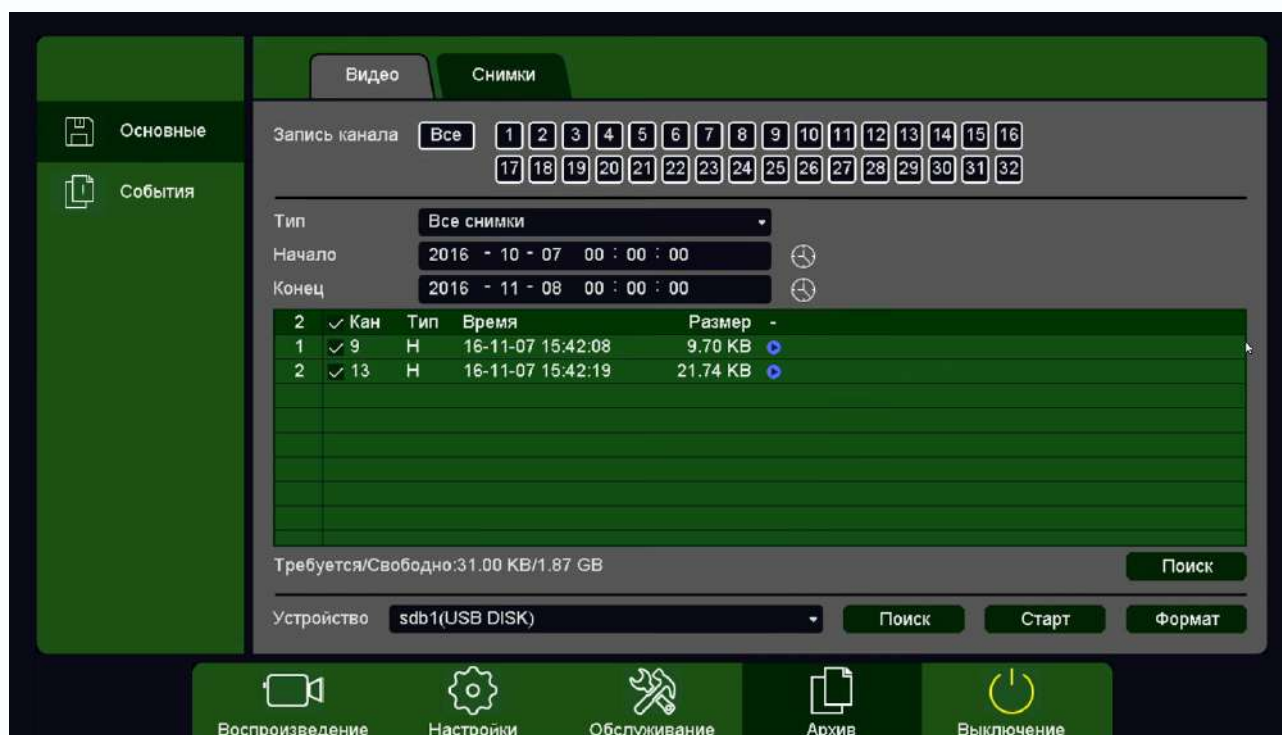 Видео Снимки
Основные
События
Запись канала Все 1 2 3 4 5 6 7 8 9 10 11 12 13 14 15 16
17 18 19 20 21 22 23 24 25 26 27 28 29 30 31 32
Тип Все снимки
Начало 2016 - 10 - 07 00 : 00 : 00
Конец 2016 - 11 - 08 00 : 00 : 00
2 Кан Тип Время Размер -
1 9 Н 16-11-07 15:42:08 9.70 KB
2 13 Н 16-11-07 15:42:19 21.74 KB
Требуется/Свободно:31.00 KB/1.87 GB
Поиск
Устройство sdb1(USB DISK) Поиск Старт Формат
Воспроизведение Настройки Обслуживание Архив Выключение